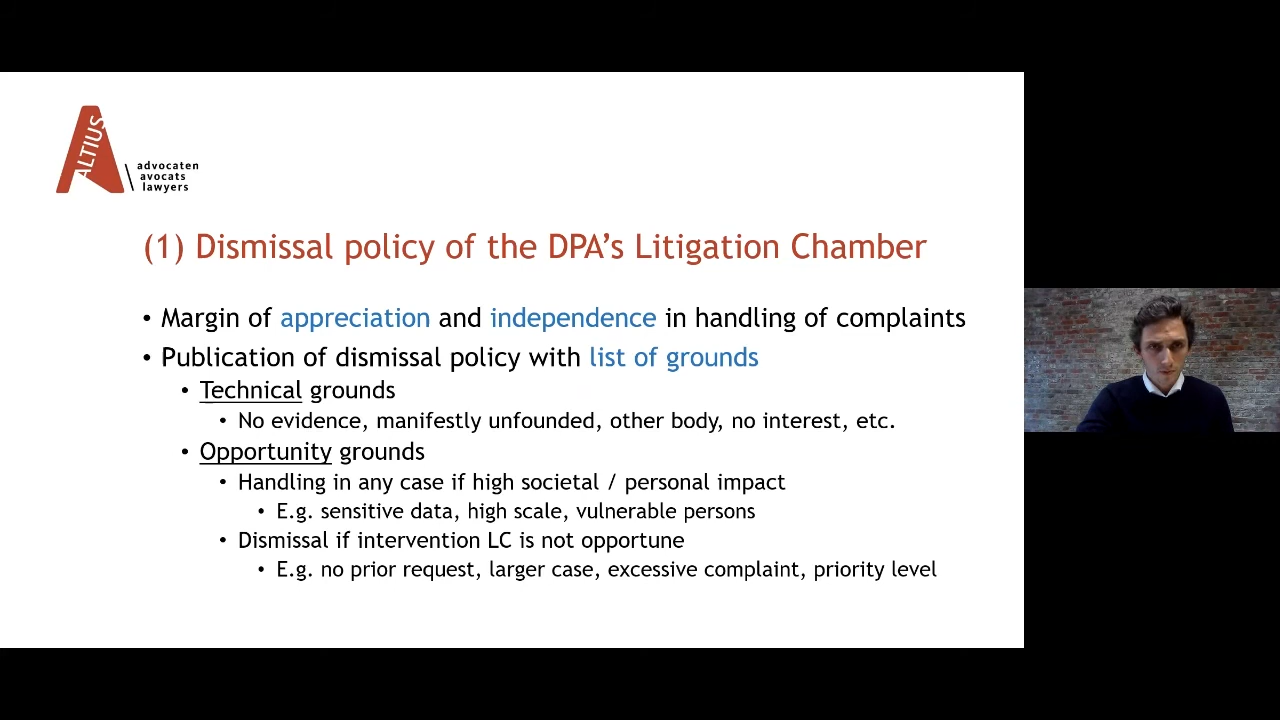 ALTIUS
advocaten
avocats
lawyers
(1) Dismissal policy of the DPA’s Litigation Chamber
• Margin of appreciation and independence in handling of complaints
• Publication of dismissal policy with list of grounds
• Technical grounds
• No evidence, manifestly unfounded, other body, no interest, etc.
• Opportunity grounds
• Handling in any case if high societal / personal impact
• E.g. sensitive data, high scale, vulnerable persons
• Dismissal if intervention LC is not opportune
• E.g. no prior request, larger case, excessive complaint, priority level